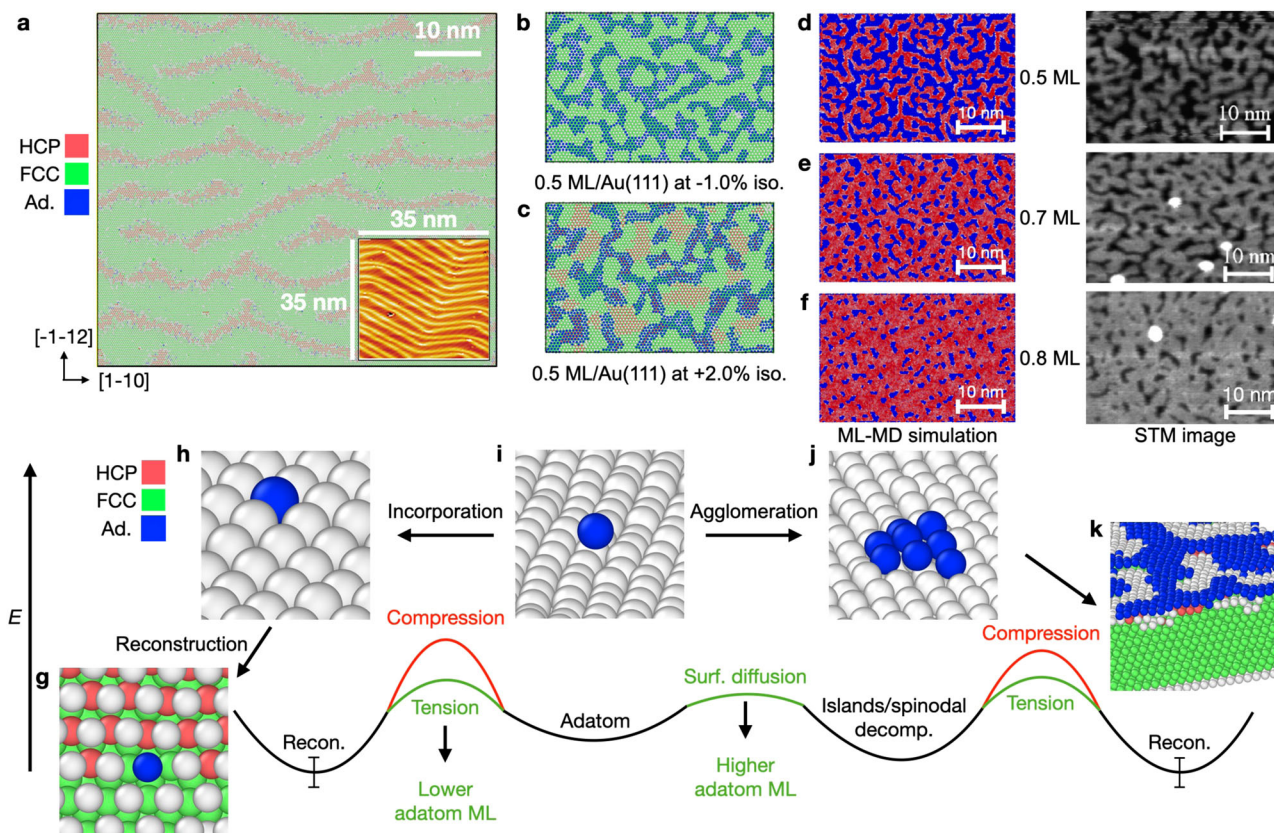 a
10 nm
HCP
FCC
Ad.
35 nm
35 nm
[-1-12]
[1-10]
b
0.5 ML/Au(111) at -1.0% iso.
c
0.5 ML/Au(111) at +2.0% iso.
d
10 nm
0.5 ML
10 nm
e
10 nm
0.7 ML
10 nm
f
10 nm
0.8 ML
10 nm
ML-MD simulation
STM image
E
HCP
FCC
Ad.
h
Incorporation
i
Agglomeration
j
k
Reconstruction
g
Compression
Tension
Recon.
Lower
adatom ML
Adatom
Surf. diffusion
Higher
adatom ML
Islands/spinodal
decomp.
Compression
Tension
Recon.